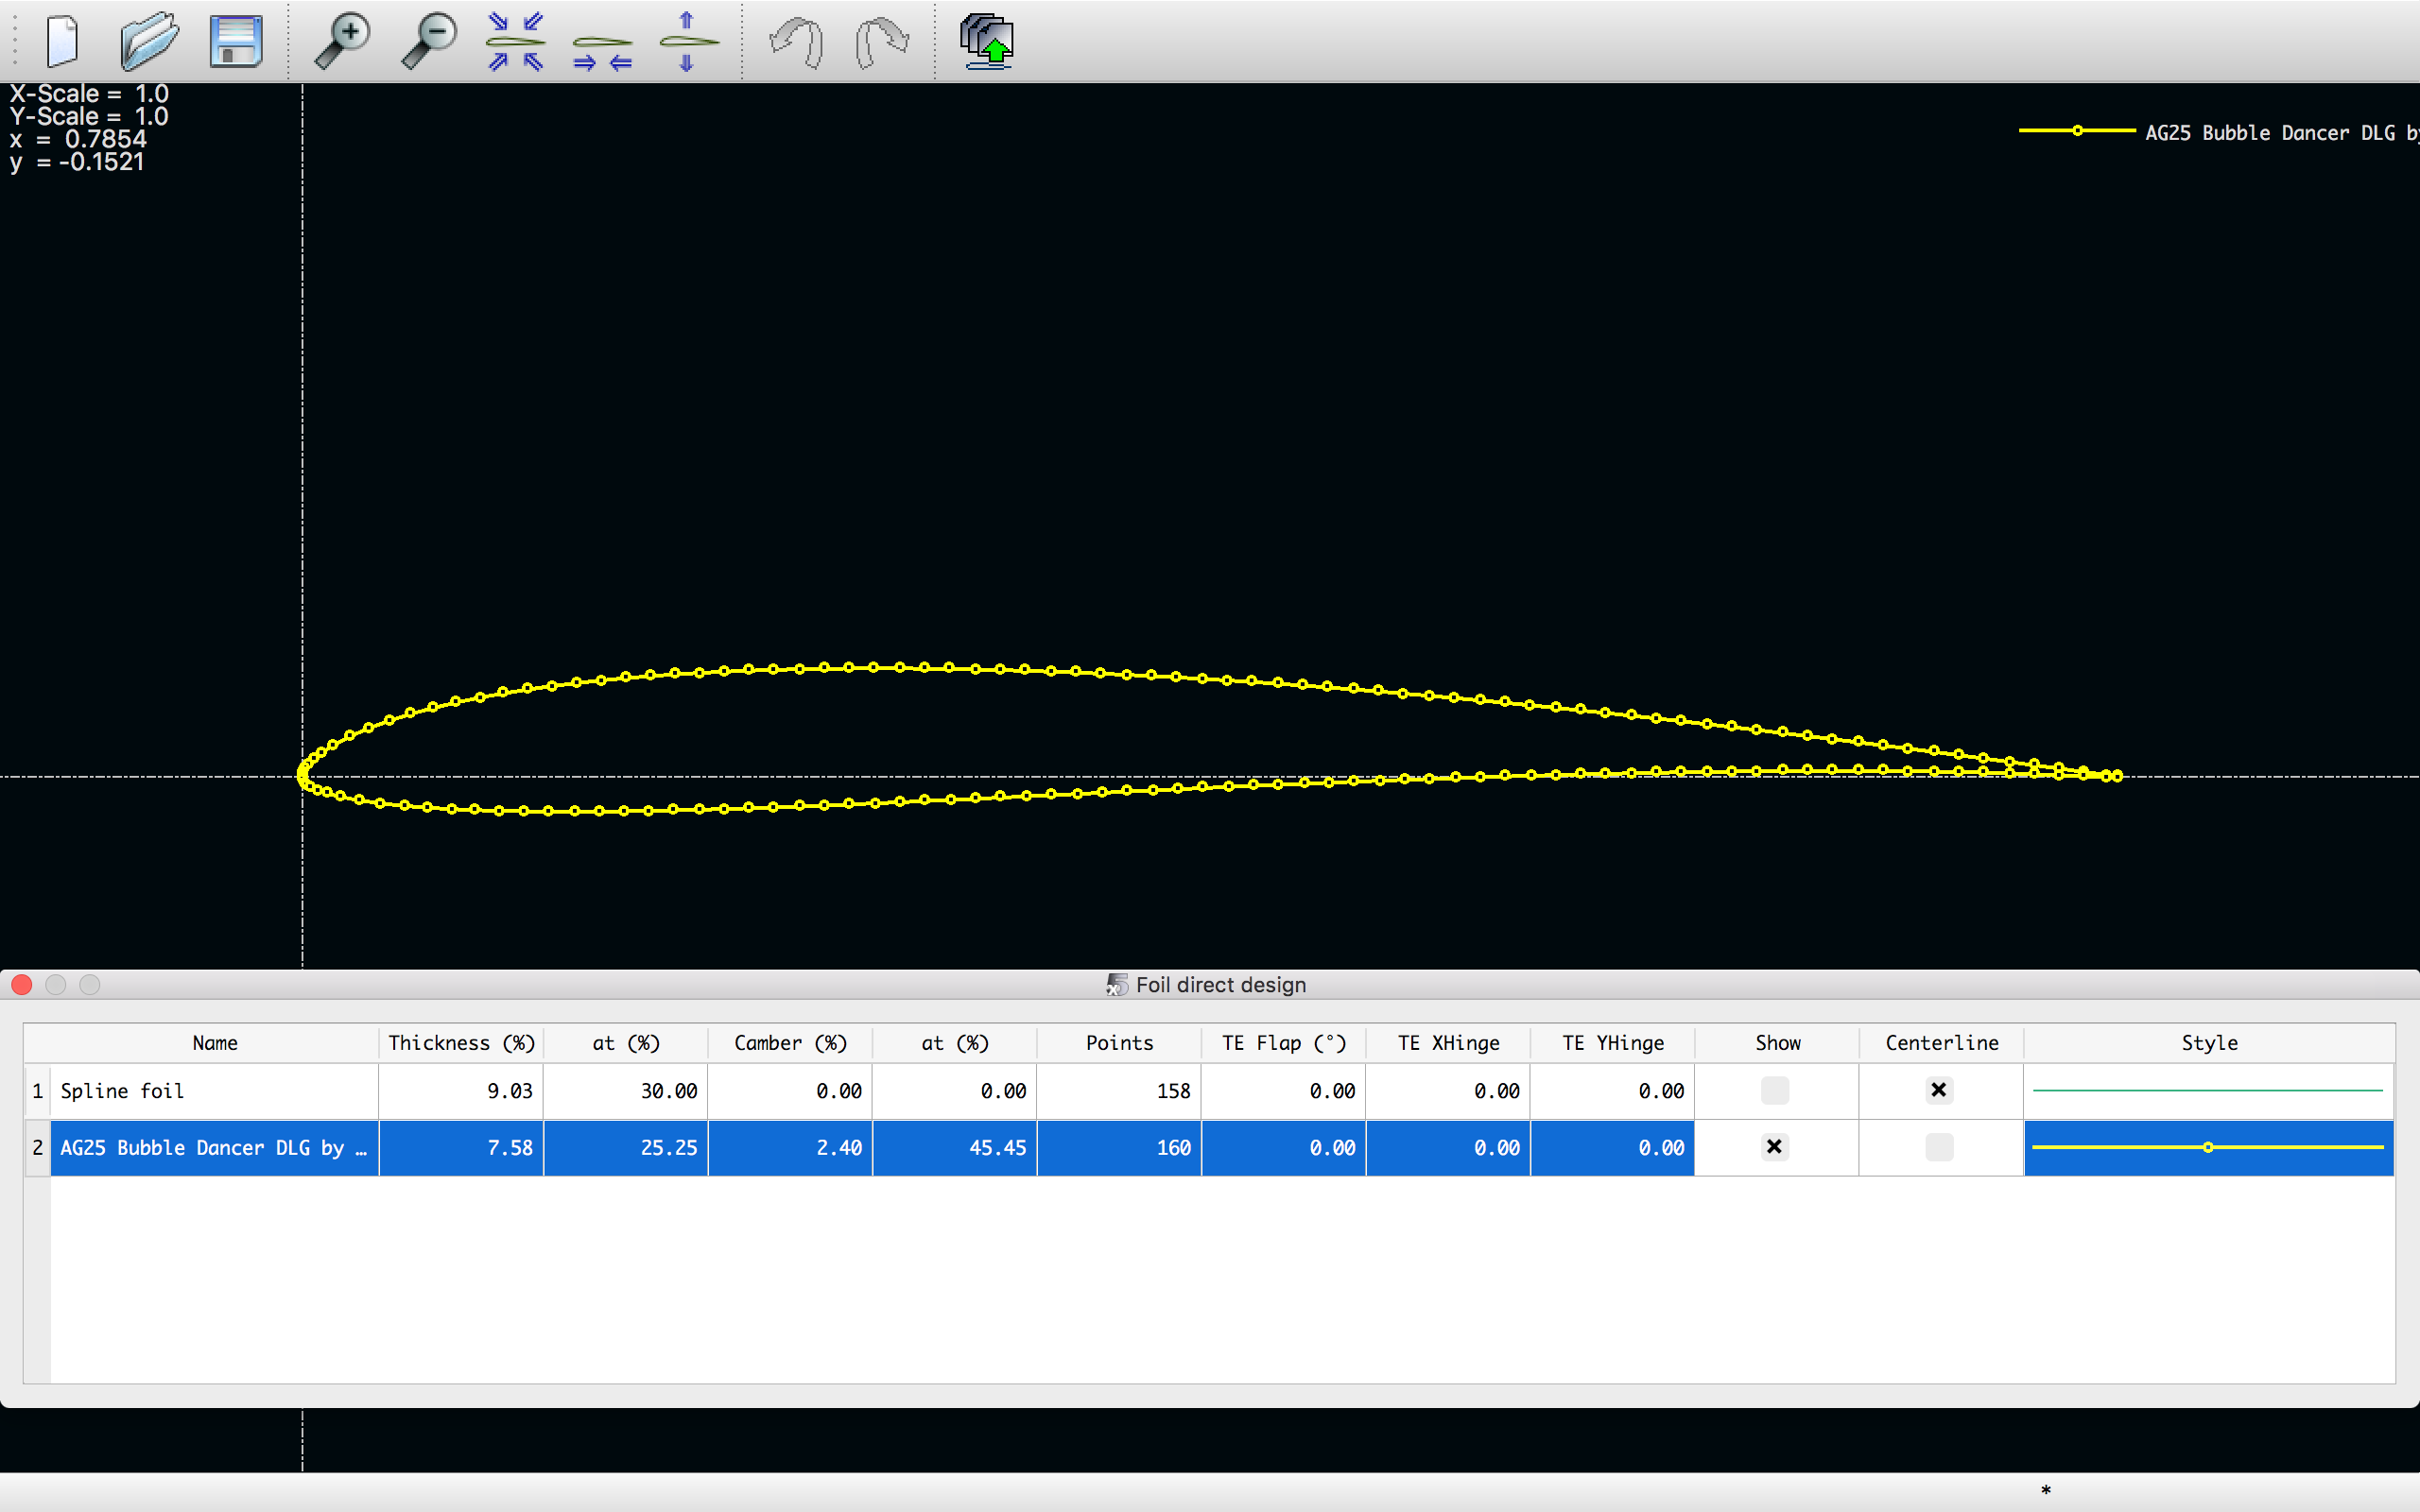 X-Scale = 1.0
Y-Scale = 1.0
x = 0.7854
y = -0.1521
AG25 Bubble Dancer DLG by
Foil direct design
Name Thickness (%) at (%) Camber (%) at (%) Points TE Flap (°) TE XHinge TE YHinge Show Centerline Style
1 Spline foil 9.03 30.00 0.00 0.00 158 0.00 0.00 0.00
2 AG25 Bubble Dancer DLG by … 7.58 25.25 2.40 45.45 160 0.00 0.00 0.00
*